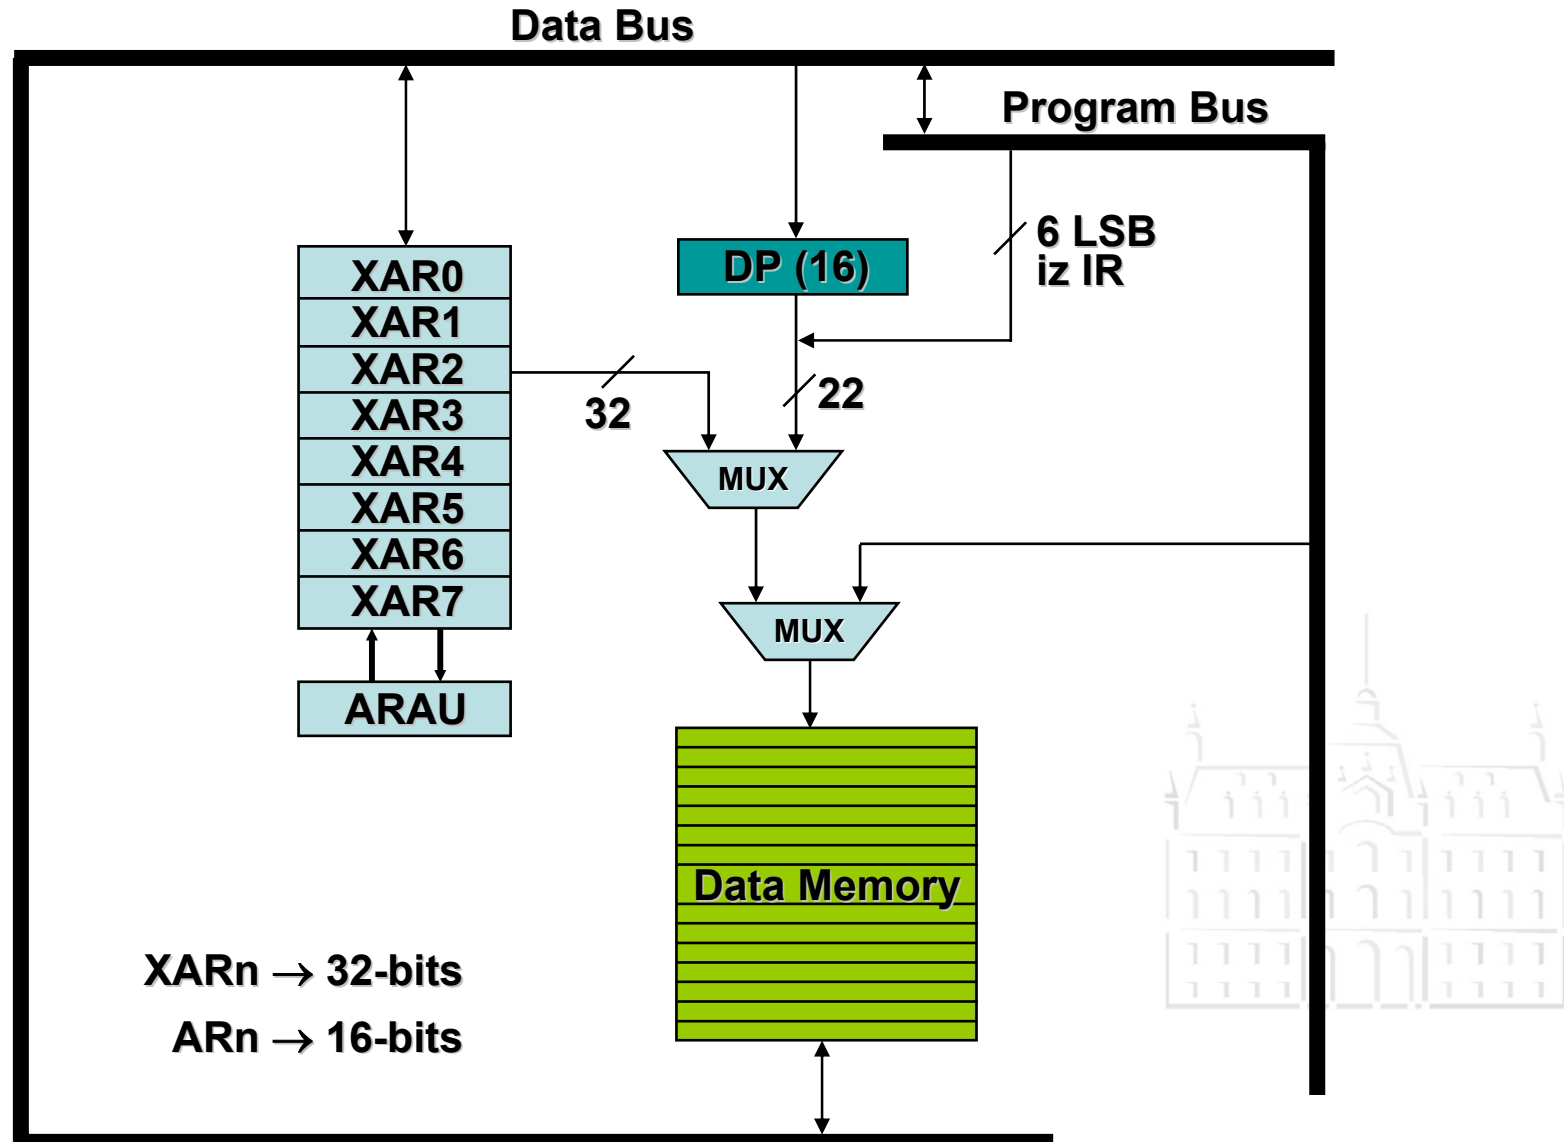 Data Bus
Program Bus
6 LSB
iz IR
DP (16)
XAR0
XAR1
XAR2
XAR3
XAR4
XAR5
XAR6
XAR7
32
22
MUX
MUX
ARAU
Data Memory
XARn → 32-bits
ARn → 16-bits